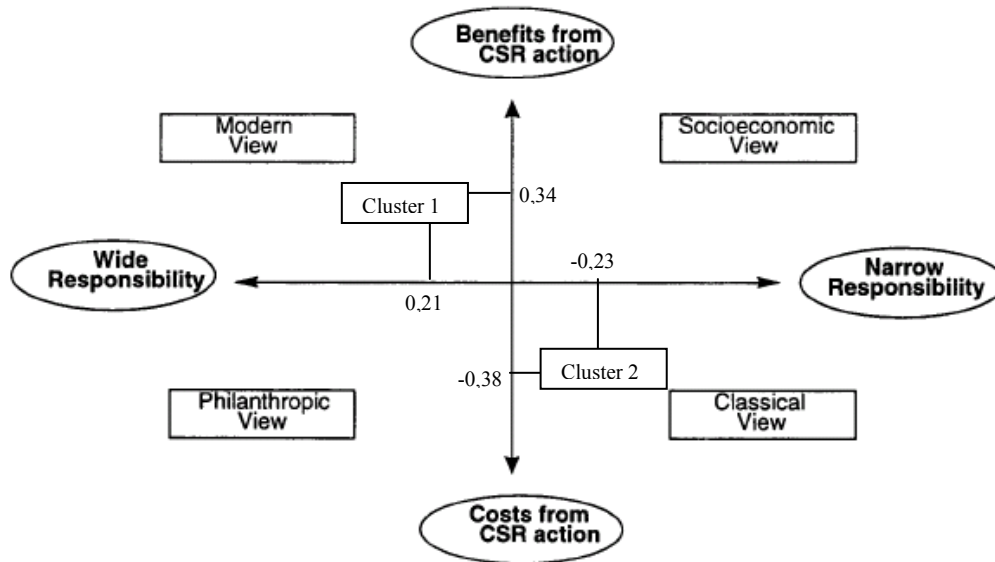 Benefits from
CSR action
Modern
View
Socioeconomic
View
Cluster 1
0,34
Wide
Responsibility
-0,23
Narrow
Responsibility
0,21
-0,38
Cluster 2
Philanthropic
View
Classical
View
Costs from
CSR action